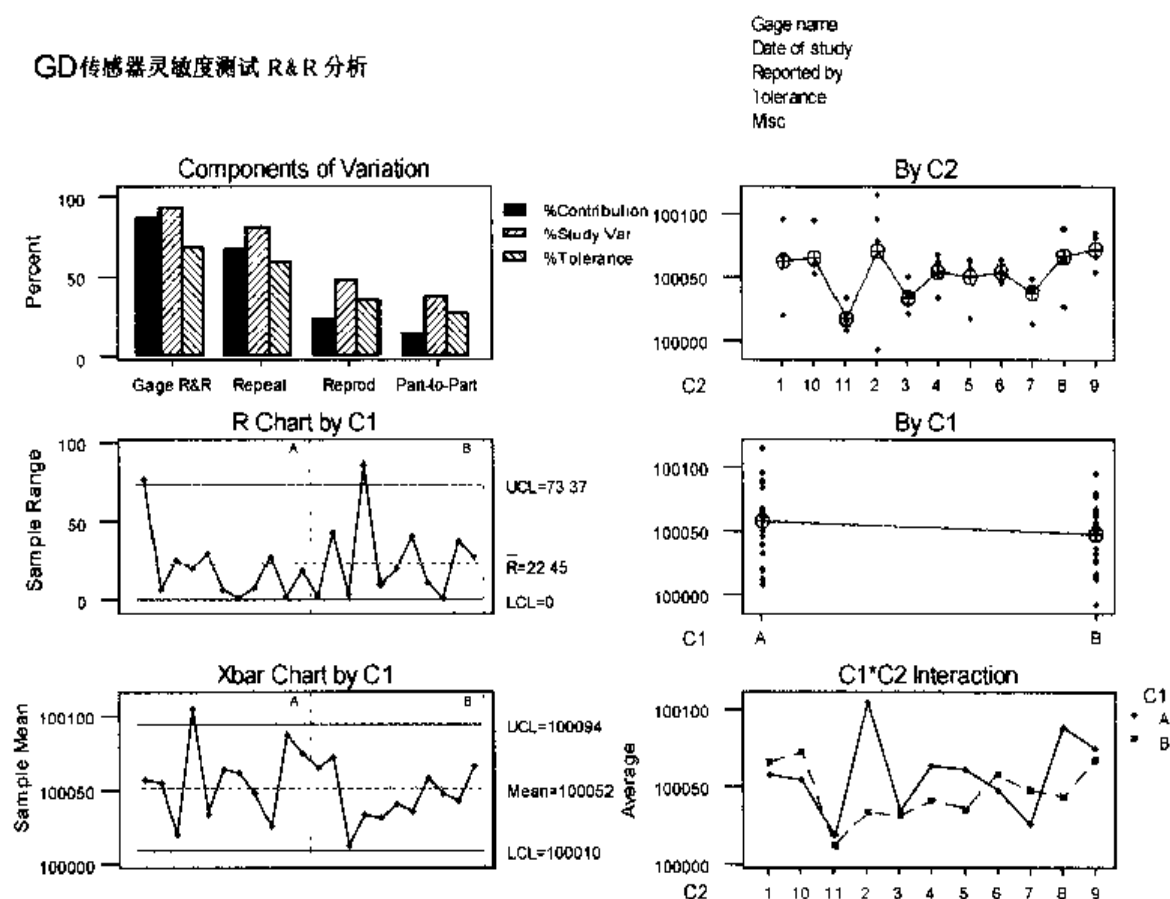 GD传感器灵敏度测试 R&R 分析
Gage name
Date of study
Reported by
Tolerance
Misc
Components of Variation
100
50
0
Percent
Gage R&R Repeat Reprod Part-to-Part
%Contribution
%Study Var
%Tolerance
By C2
100100
100050
100000
C2 1 10 11 2 3 4 5 6 7 8 9
R Chart by C1
A B
100
50
0
Sample Range
UCL=73 37
R=22 45
LCL=0
By C1
100100
100050
100000
C1 A B
Xbar Chart by C1
A B
100100
100050
100000
Sample Mean
UCL=100094
Mean=100052
LCL=100010
C1*C2 Interaction
C1
A
B
100100
100050
100000
Average
C2 1 10 11 2 3 4 5 6 7 8 9